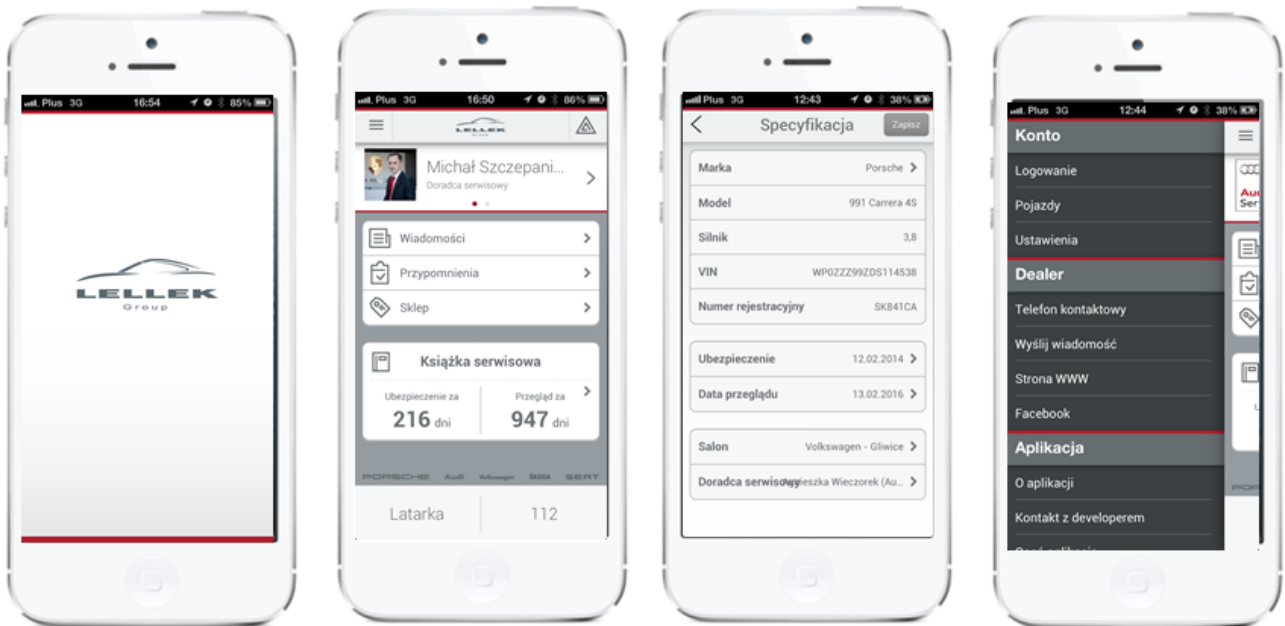 Plus 3G 16:54 85%
LELLEK
Group
Plus 3G 16:50 86%
LELLEK
Group
Michał Szczepani...
Doradca serwisowy
Wiadomości
Przypomnienia
Sklep
Książka serwisowa
Ubezpieczenie za
216 dni
Przegląd za
947 dni
PORSCHE Audi Volkswagen ŠKODA SEAT
Latarka 112
Plus 3G 12:43 38%
Specyfikacja Zapisz
Marka Porsche
Model 991 Carrera 4S
Silnik 3,8
VIN WP0ZZZ99ZDS114538
Numer rejestracyjny SK841CA
Ubezpieczenie 12.02.2014
Data przeglądu 13.02.2016
Salon Volkswagen - Gliwice
Doradca serwisowy Agnieszka Wieczorek (Au...
Plus 3G 12:44 38%
Konto
Logowanie
Pojazdy
Ustawienia
Dealer
Telefon kontaktowy
Wyślij wiadomość
Strona WWW
Facebook
Aplikacja
O aplikacji
Kontakt z developerem